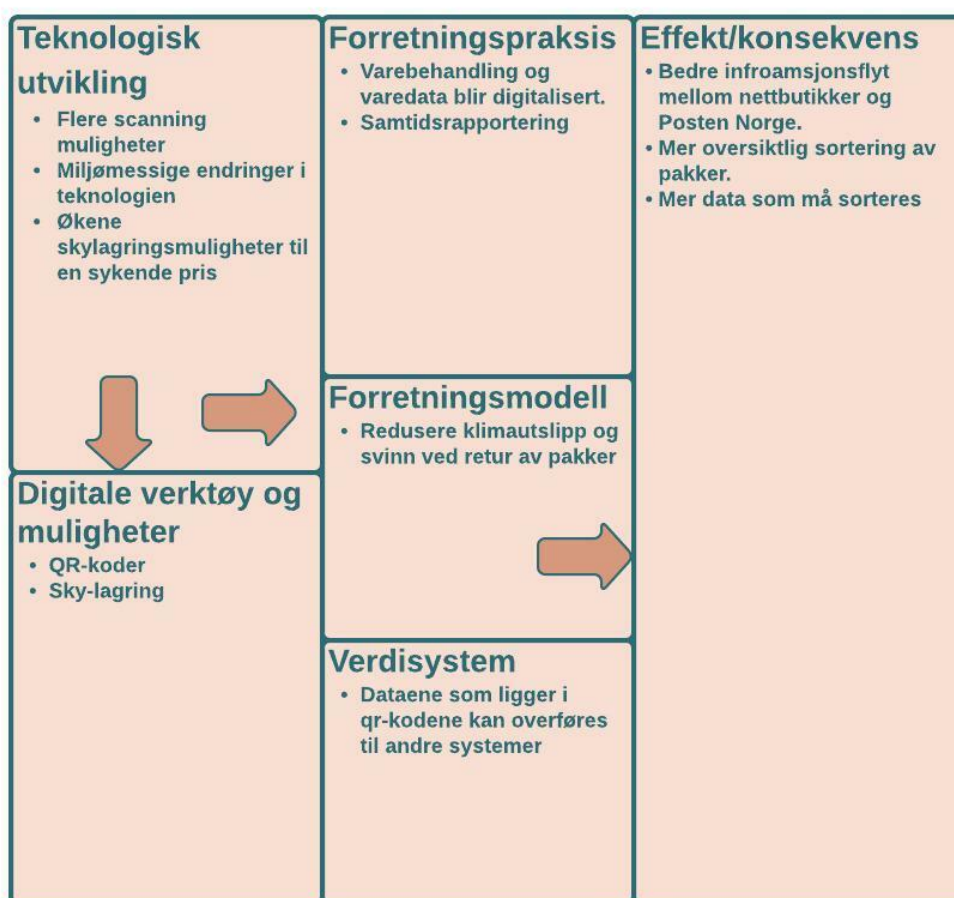 Teknologisk
utvikling
• Flere scanning
muligheter
• Miljømessige endringer i
teknologien
• Økene
skylagringsmuligheter til
en sykende pris
Digitale verktøy og
muligheter
• QR-koder
• Sky-lagring
Forretningspraksis
• Varebehandling og
varedata blir digitalisert.
• Samtidsrapportering
Forretningsmodell
• Redusere klimautslipp og
svinn ved retur av pakker
Verdisystem
• Dataene som ligger i
qr-kodene kan overføres
til andre systemer
Effekt/konsekvens
• Bedre infroamsjonsflyt
mellom nettbutikker og
Posten Norge.
• Mer oversiktlig sortering av
pakker.
• Mer data som må sorteres